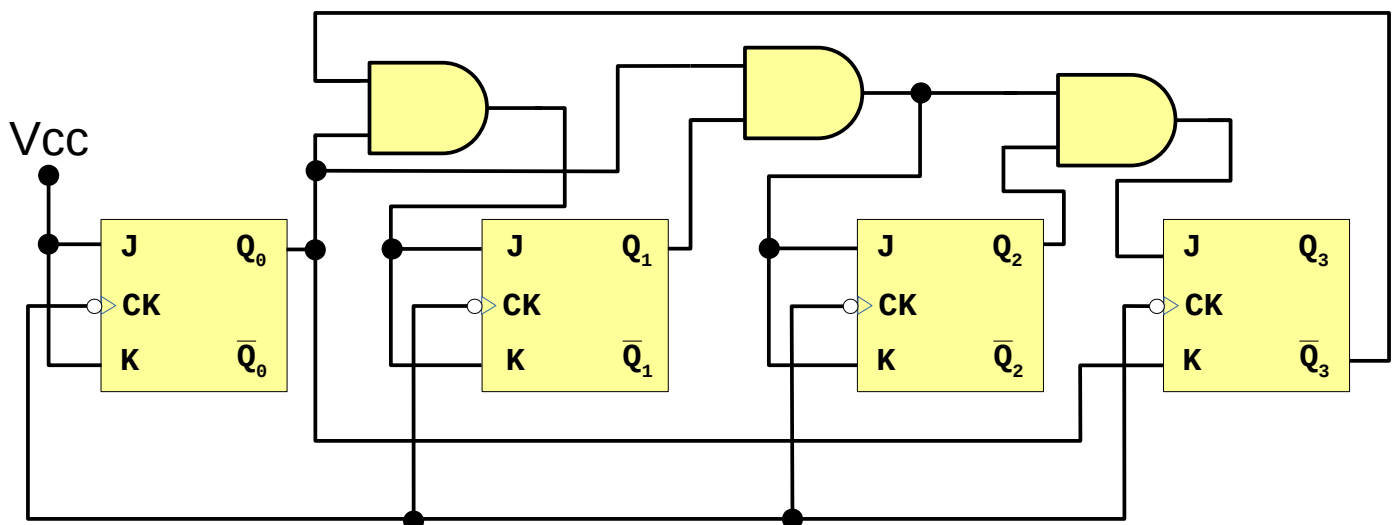 Vcc
J Q₀
CK
K Q̅₀
J Q₁
CK
K Q̅₁
J Q₂
CK
K Q̅₂
J Q₃
CK
K Q̅₃